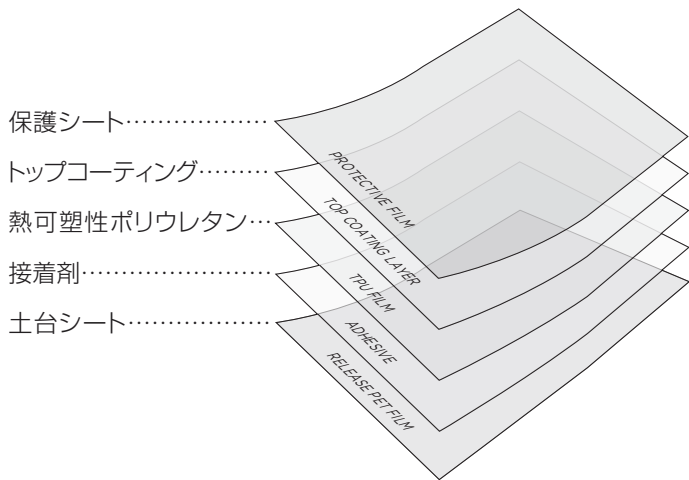 保護シート
トップコーティング
熱可塑性ポリウレタン
接着剤
土台シート
PROTECTIVE FILM
TOP COATING LAYER
TPU FILM
ADHESIVE
RELEASE PET FILM